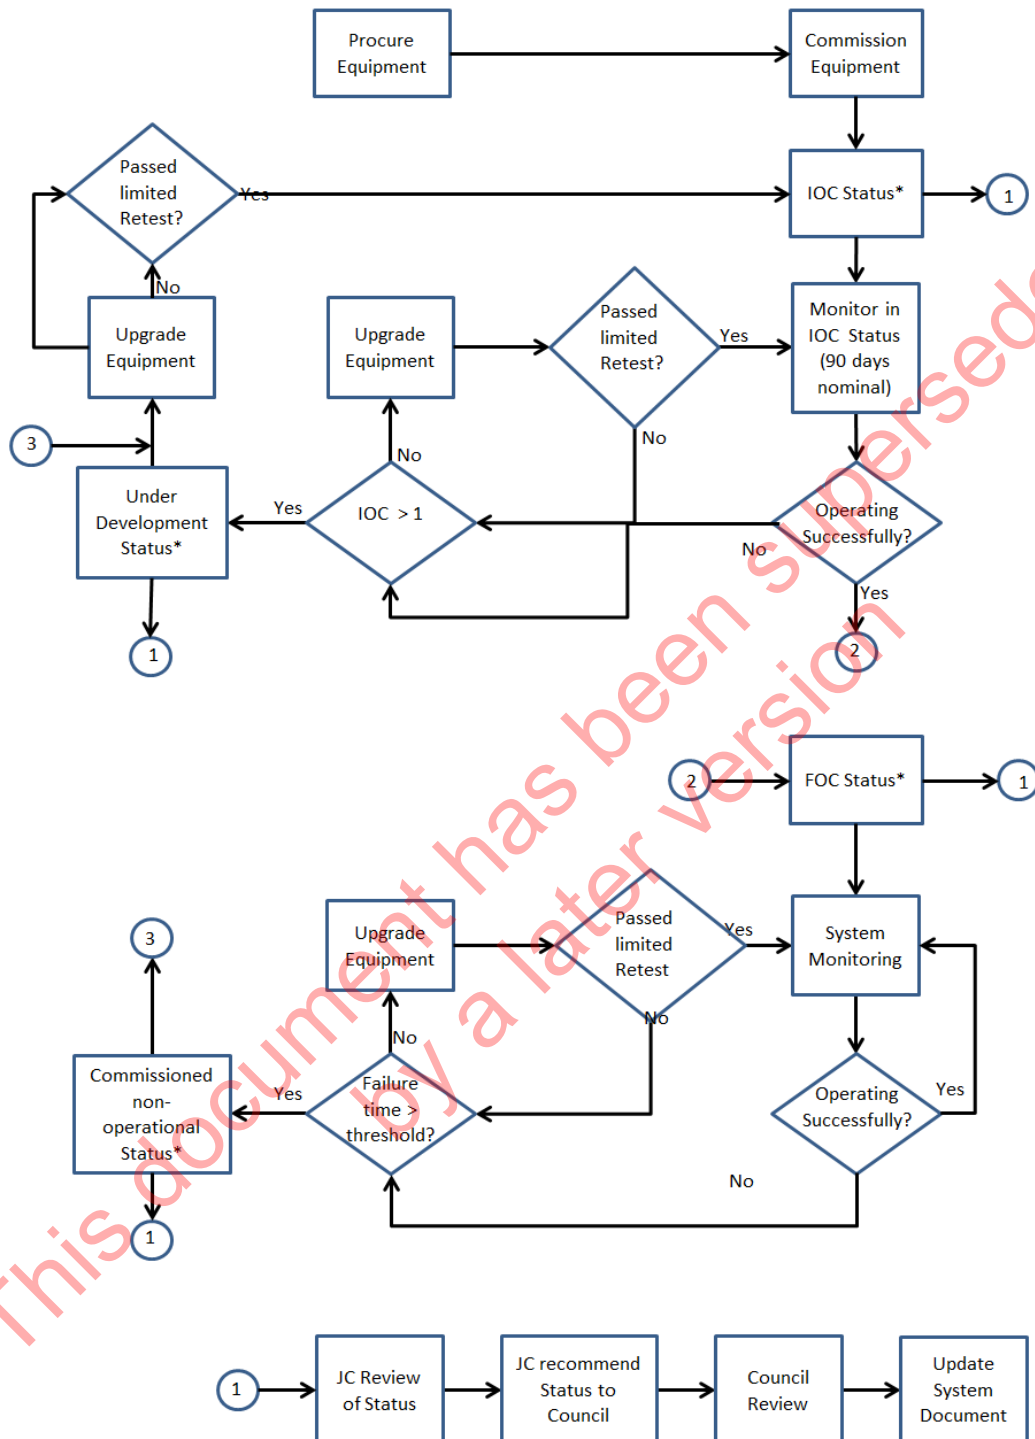 Procure
Equipment
Commission
Equipment
Passed
limited
Retest?
Yes
IOC Status*
1
No
Upgrade
Equipment
Upgrade
Equipment
Passed
limited
Retest?
Yes
Monitor in
IOC Status
(90 days
nominal)
3
No
No
Under
Development
Status*
Yes
IOC > 1
Operating
Successfully?
No
Yes
1
2
2
FOC Status*
1
3
Upgrade
Equipment
Passed
limited
Retest
Yes
System
Monitoring
No
No
Commissioned
non-
operational
Status*
Yes
Failure
time >
threshold?
Operating
Successfully?
Yes
No
1
1
JC Review
of Status
JC recommend
Status to
Council
Council
Review
Update
System
Document
This document has been supersede
by a later version